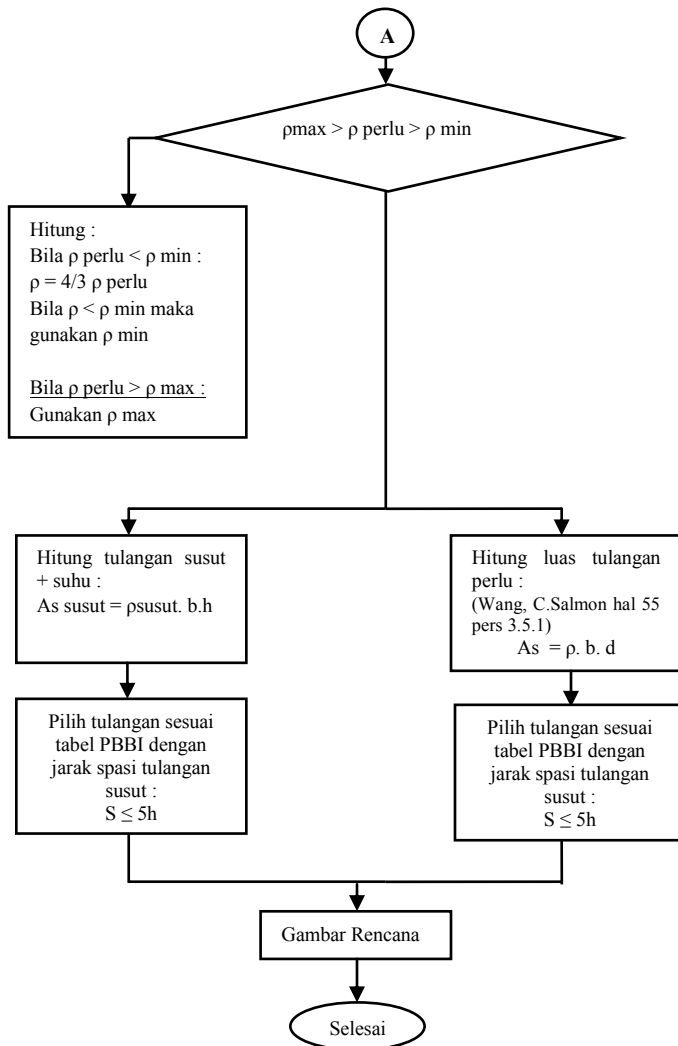 A
ρmax > ρ perlu > ρ min
Hitung :
Bila ρ perlu < ρ min :
ρ = 4/3 ρ perlu
Bila ρ < ρ min maka
gunakan ρ min
Bila ρ perlu > ρ max :
Gunakan ρ max
Hitung tulangan susut
+ suhu :
As susut = ρsusut. b.h
Hitung luas tulangan
perlu :
(Wang, C.Salmon hal 55
pers 3.5.1)
As = ρ. b. d
Pilih tulangan sesuai
tabel PBBI dengan
jarak spasi tulangan
susut :
S ≤ 5h
Pilih tulangan sesuai
tabel PBBI dengan
jarak spasi tulangan
susut :
S ≤ 5h
Gambar Rencana
Selesai